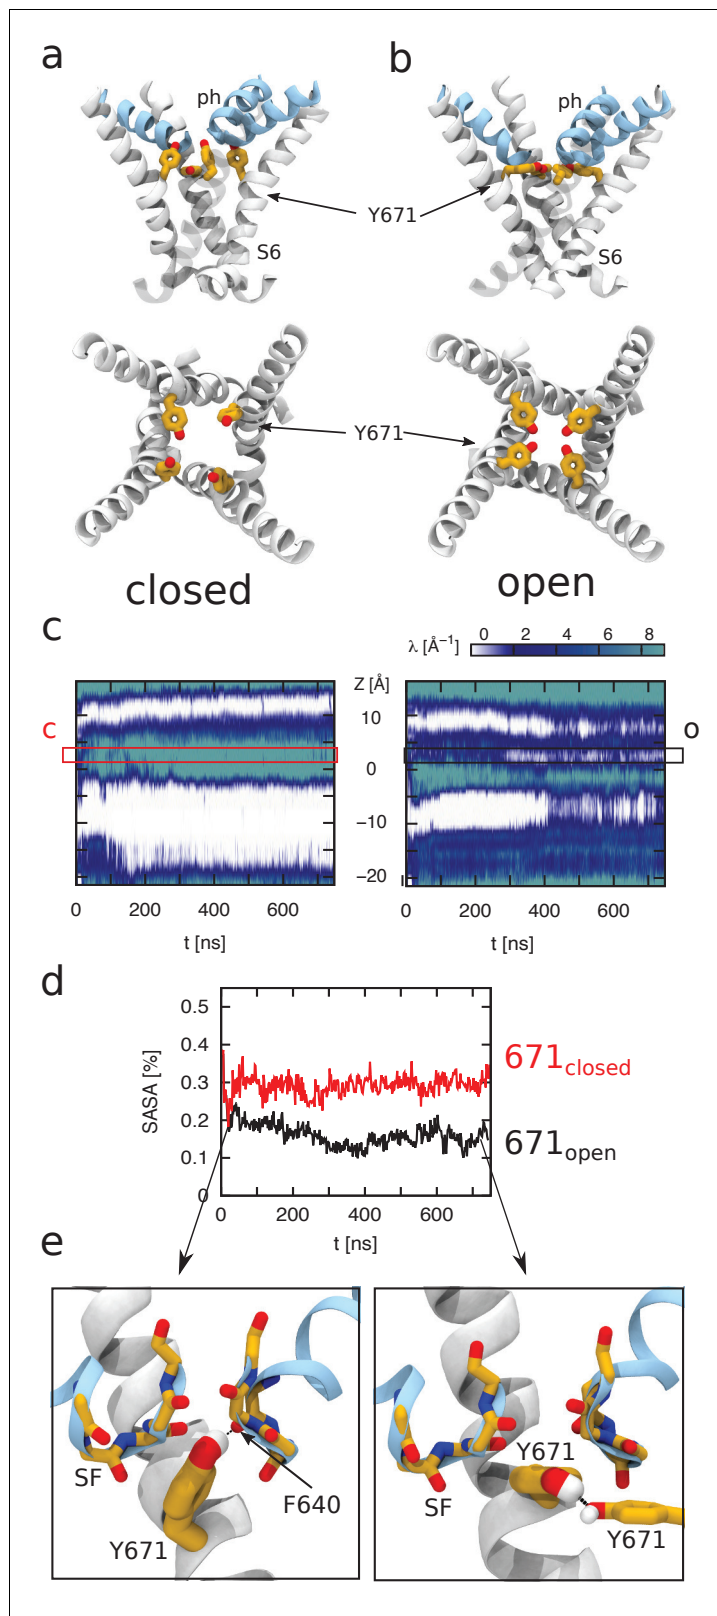 a
b
ph
ph
Y671
S6
S6
Y671
closed
open
c
λ [Å⁻¹]
0 2 4 6 8
Z [Å]
c
10
o
0
−10
−20
0 200 400 600
0 200 400 600
t [ns]
t [ns]
d
0.5
0.4
671closed
0.3
SASA [%]
0.2
671open
0.1
0
0 200 400 600
t [ns]
e
SF
F640
Y671
Y671
SF
Y671